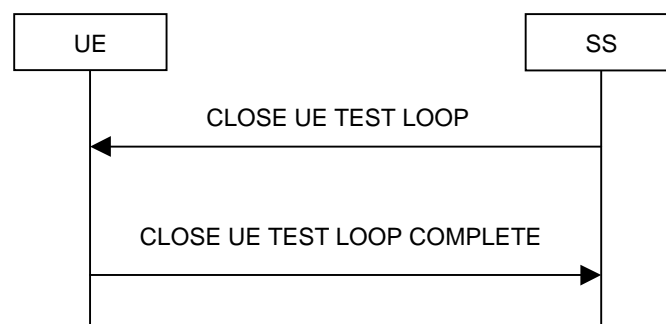 UE
SS
CLOSE UE TEST LOOP
CLOSE UE TEST LOOP COMPLETE